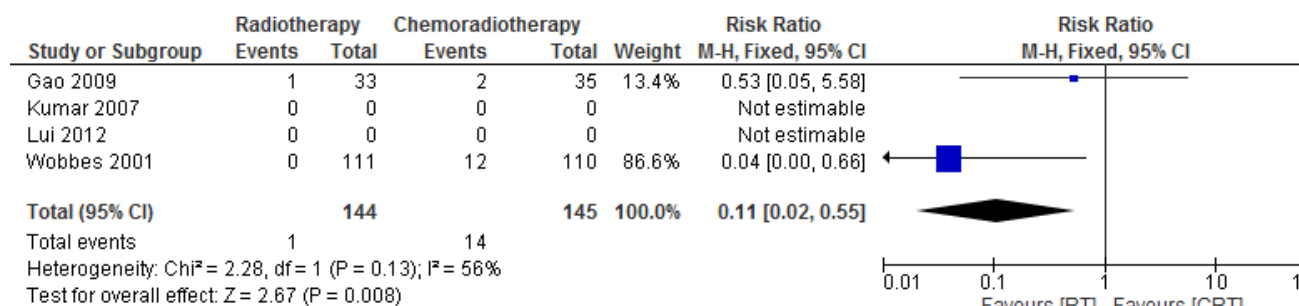 Radiotherapy Chemoradiotherapy Risk Ratio Risk Ratio
Study or Subgroup Events Total Events Total Weight M-H, Fixed, 95% CI M-H, Fixed, 95% CI
Gao 2009 1 33 2 35 13.4% 0.53 [0.05, 5.58]
Kumar 2007 0 0 0 0 Not estimable
Lui 2012 0 0 0 0 Not estimable
Wobbes 2001 0 111 12 110 86.6% 0.04 [0.00, 0.66]
Total (95% CI) 144 145 100.0% 0.11 [0.02, 0.55]
Total events 1 14
Heterogeneity: Chi² = 2.28, df = 1 (P = 0.13); I² = 56%
Test for overall effect: Z = 2.67 (P = 0.008)
0.01 0.1 1 10
Favours [RT] Favours [CRT]